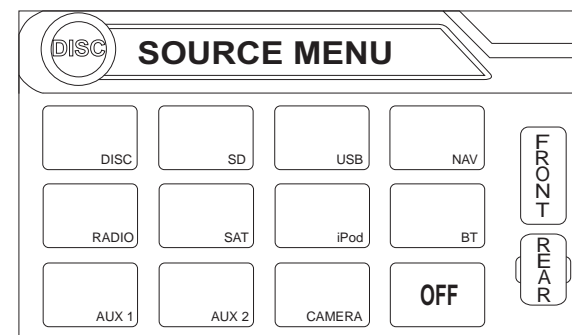 DISC SOURCE MENU
DISC SD USB NAV
RADIO SAT iPod BT
AUX 1 AUX 2 CAMERA OFF
FRONT
REAR